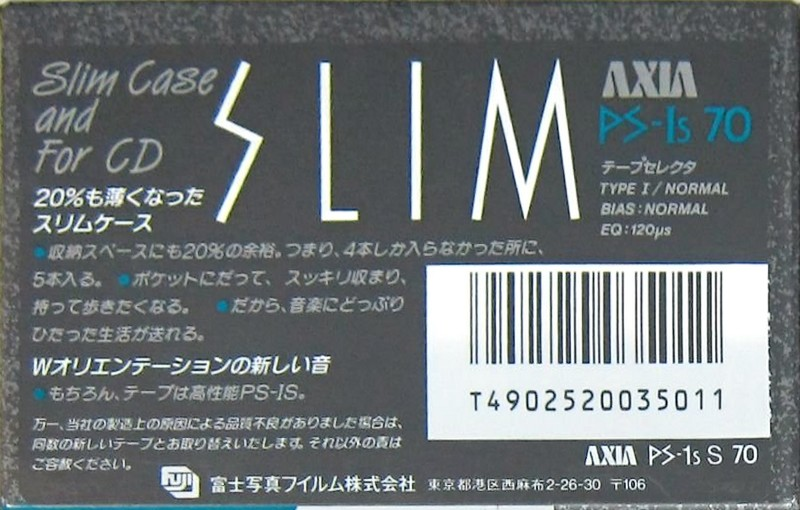 Slim Case
and
For CD
SLIM
AXIA
PS-Is 70
テープセレクタ
TYPE I/NORMAL
BIAS:NORMAL
EQ:120μs
20%も薄くなった
スリムケース
●収納スペースにも20%の余裕。つまり、4本しか入らなかった所に、
5本入る。 ●ポケットにだって、 スッキリ収まり、
持って歩きたくなる。 ●だから、音楽にどっぷり
ひたった生活が送れる。
Wオリエンテーションの新しい音
●もちろん、テープは高性能PS-IS。
T4902520035011
万一、当社の製造上の原因による品質不良がありました場合は、
同数の新しいテープとお取り替えいたします。それ以外の責は
ご容赦ください。
AXIA PS-1s S 70
FUJI 富士写真フイルム株式会社 東京都港区西麻布2-26-30 〒106